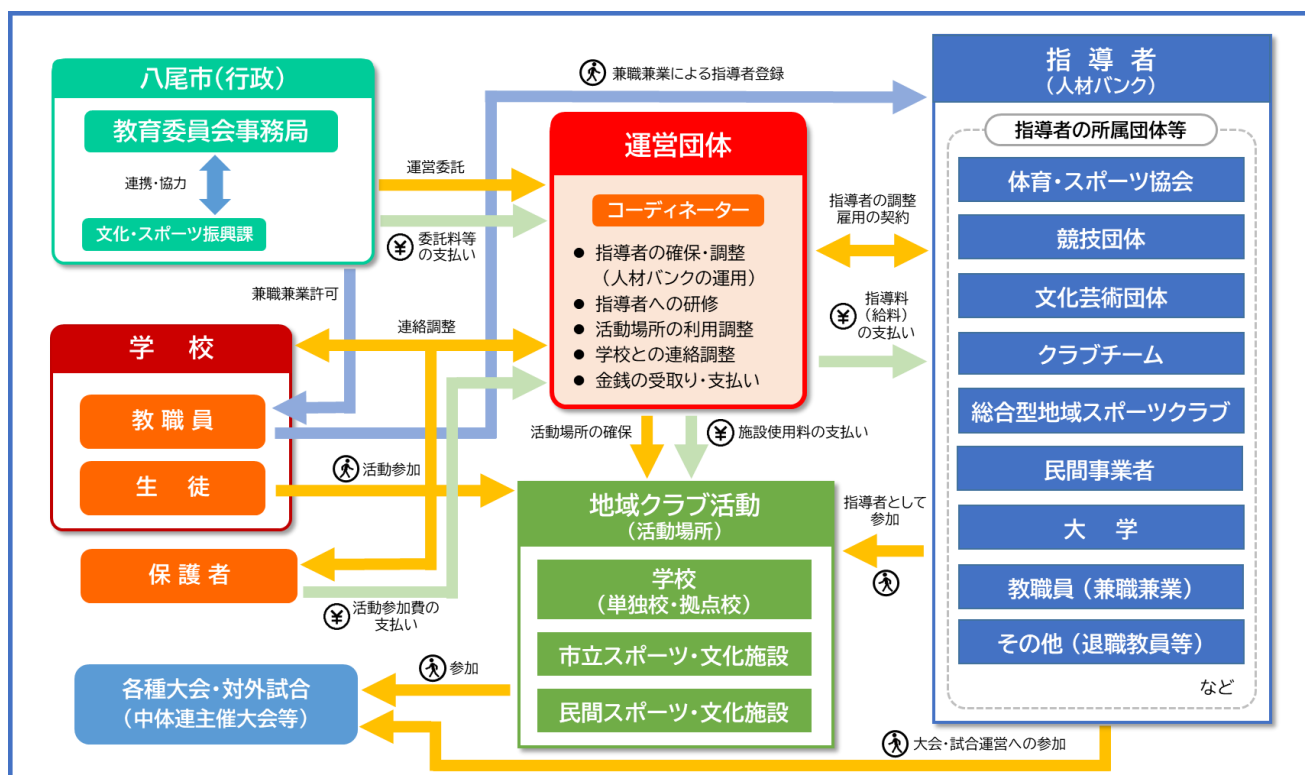 八尾市(行政)
教育委員会事務局
連携・協力
文化・スポーツ振興課
兼職兼業による指導者登録
運営委託
¥ 委託料等
の支払い
兼職兼業許可
連絡調整
学 校
教職員
生 徒
活動参加
保護者
¥ 活動参加費の
支払い
運営団体
コーディネーター
● 指導者の確保・調整
(人材バンクの運用)
● 指導者への研修
● 活動場所の利用調整
● 学校との連絡調整
● 金銭の受取り・支払い
活動場所の確保
¥ 施設使用料の支払い
指導者の調整
雇用の契約
¥ 指導料
(給料)
の支払い
地域クラブ活動
(活動場所)
学校
(単独校・拠点校)
市立スポーツ・文化施設
民間スポーツ・文化施設
指導者として
参加
参加
各種大会・対外試合
(中体連主催大会等)
大会・試合運営への参加
指 導 者
(人材バンク)
指導者の所属団体等
体育・スポーツ協会
競技団体
文化芸術団体
クラブチーム
総合型地域スポーツクラブ
民間事業者
大 学
教職員(兼職兼業)
その他(退職教員等)
など